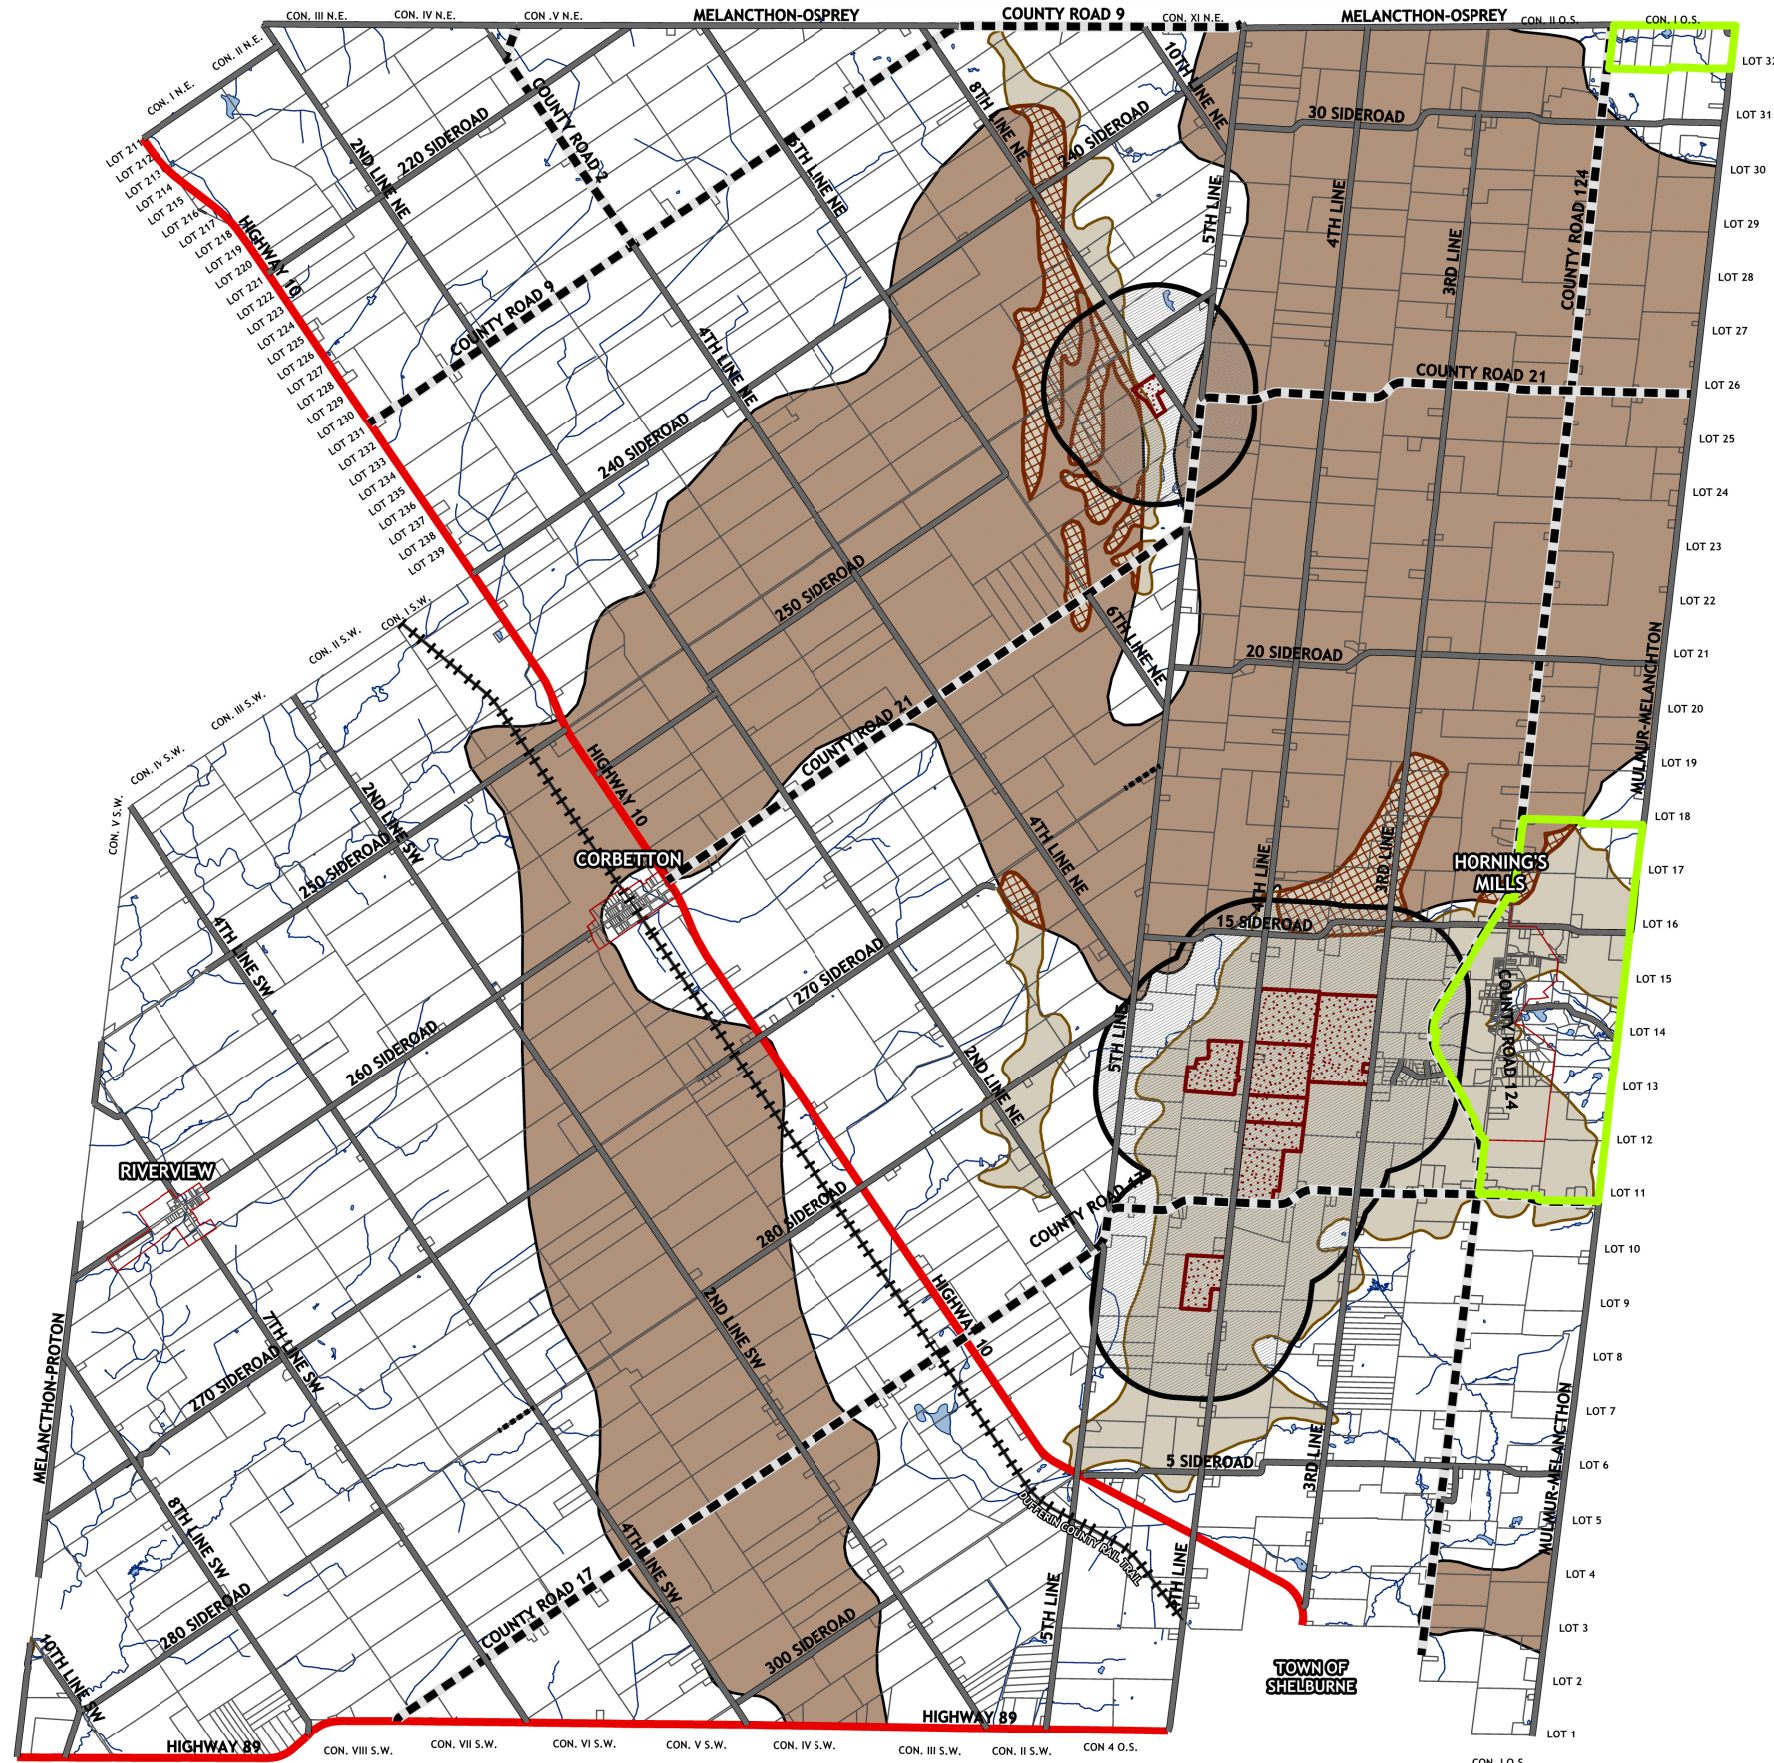 CON. III N.E.
CON. IV N.E.
CON .V N.E.
MELANCTHON-OSPREY
COUNTY ROAD 9
CON. XI N.E.
MELANCTHON-OSPREY
CON. II O.S.
CON. I O.S.
CON. II N.E.
CON. I N.E.
LOT 32
LOT 31
LOT 30
LOT 29
LOT 28
LOT 27
LOT 26
LOT 25
LOT 24
LOT 23
LOT 22
LOT 21
LOT 20
LOT 19
LOT 18
LOT 17
LOT 16
LOT 15
LOT 14
LOT 13
LOT 12
LOT 11
LOT 10
LOT 9
LOT 8
LOT 7
LOT 6
LOT 5
LOT 4
LOT 3
LOT 2
LOT 1
LOT 211
LOT 212
LOT 213
LOT 214
LOT 215
LOT 216
LOT 217
LOT 218
LOT 219
LOT 220
LOT 221
LOT 222
LOT 223
LOT 224
LOT 225
LOT 226
LOT 227
LOT 228
LOT 229
LOT 230
LOT 231
LOT 232
LOT 233
LOT 234
LOT 235
LOT 236
LOT 237
LOT 238
LOT 239
HIGHWAY 10
2ND LINE NE
220 SIDEROAD
COUNTY ROAD 2
6TH LINE NE
8TH LINE NE
10TH LINE NE
240 SIDEROAD
30 SIDEROAD
5TH LINE
4TH LINE
3RD LINE
COUNTY ROAD 124
COUNTY ROAD 9
4TH LINE NE
240 SIDEROAD
COUNTY ROAD 21
250 SIDEROAD
6TH LINE NE
20 SIDEROAD
MULMUR-MELANCHTON
CON. I S.W.
CON. II S.W.
CON. III S.W.
CON. IV S.W.
CON. V S.W.
COUNTY ROAD 21
HIGHWAY 10
2ND LINE SW
250 SIDEROAD
CORBETTON
4TH LINE NE
4TH LINE
3RD LINE
HORNING'S
MILLS
15 SIDEROAD
4TH LINE SW
270 SIDEROAD
260 SIDEROAD
5TH LINE
2ND LINE NE
COUNTY ROAD 124
RIVERVIEW
280 SIDEROAD
COUNTY ROAD 17
HIGHWAY 10
2ND LINE SW
7TH LINE SW
270 SIDEROAD
MELANCTHON-PROTON
5 SIDEROAD
3RD LINE
MULMUR-MELANCTHON
DUFFERIN COUNTY RAIL TRAIL
8TH LINE SW
4TH LINE SW
COUNTY ROAD 17
280 SIDEROAD
300 SIDEROAD
5TH LINE
4TH LINE
10TH LINE SW
TOWN OF
SHELBURNE
HIGHWAY 89
HIGHWAY 89
CON. VIII S.W.
CON. VII S.W.
CON. VI S.W.
CON. V S.W.
CON. IV S.W.
CON. III S.W.
CON. II S.W.
CON 4 O.S.